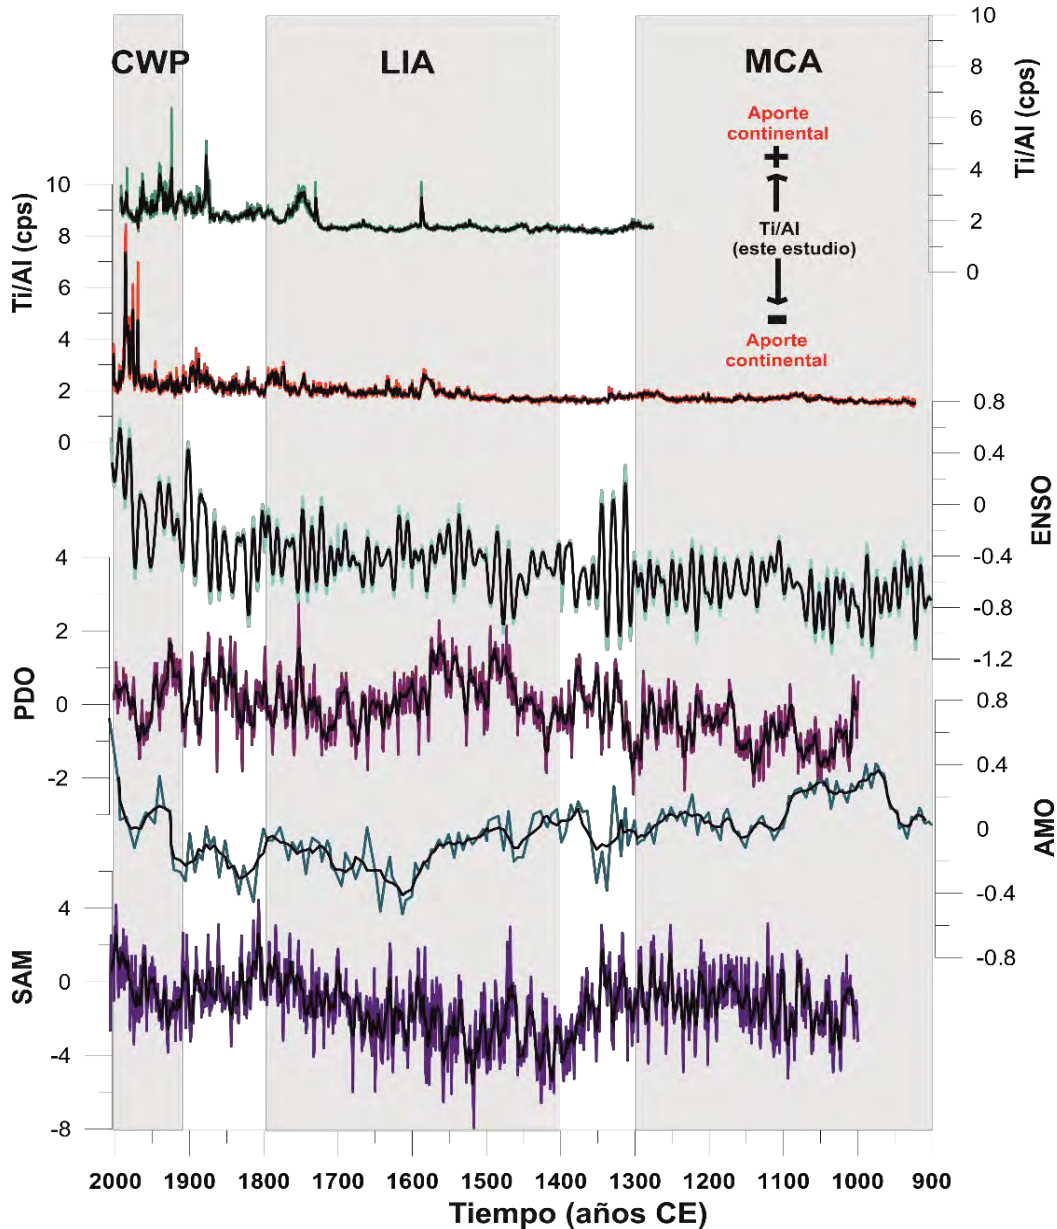 CWP
LIA
MCA
10
8
6
4
2
0
Ti/Al (cps)
Aporte
continental
+
Ti/Al
(este estudio)
-
Aporte
continental
10
8
6
4
2
0
Ti/Al (cps)
0.8
0.4
0
-0.4
-0.8
-1.2
ENSO
4
2
0
-2
PDO
0.8
0.4
0
-0.4
-0.8
AMO
4
0
-4
-8
SAM
2000 1900 1800 1700 1600 1500 1400 1300 1200 1100 1000 900
Tiempo (años CE)